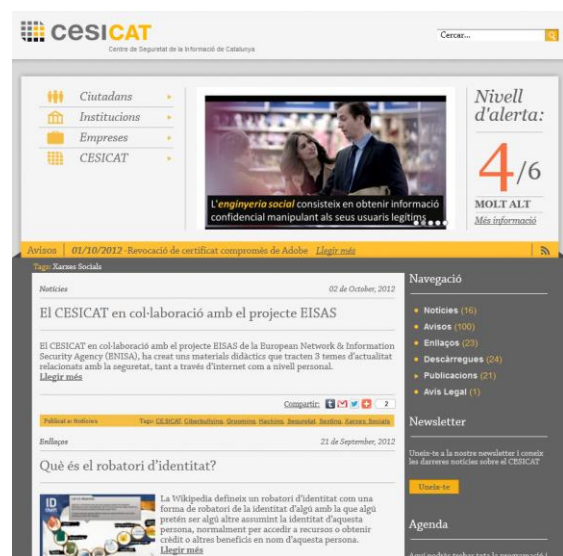 CESICAT
Centre de Seguretat de la Informació de Catalunya
Cercar...
Ciutadans
Institucions
Empreses
CESICAT
L'enginyeria social consisteix en obtenir informació
confidencial manipulant als seus usuaris legítims
Nivell
d'alerta:
4/6
MOLT ALT
Més informació
Avisos 01/10/2012 - Revocació de certificat compromès de Adobe Llegir més
Tags: Xarxes Socials
Notícies 02 de October, 2012
El CESICAT en col·laboració amb el projecte EISAS
El CESICAT en col·laboració amb el projecte EISAS de la European Network & Information
Security Agency (ENISA), ha creat uns materials didàctics que tracten 3 temes d'actualitat
relacionats amb la seguretat, tant a través d'internet com a nivell personal.
Llegir més
Compartir: 2
Publicat a: Notícies Tags: CESICAT, Ciberbullying, Grooming, Hacking, Seguretat, Sexting, Xarxes Socials
Enllaços 21 de September, 2012
Què és el robatori d'identitat?
ID
La Wikipedia defineix un robatori d'identitat com una
forma de robatori de la identitat d'algú amb la que algú
pretén ser algú altre assumint la identitat d'aquesta
persona, normalment per accedir a recursos o obtenir
crèdit o altres beneficis en nom d'aquesta persona.
Llegir més
Navegació
Notícies (16)
Avisos (100)
Enllaços (23)
Descàrregues (24)
Publicacions (21)
Avís Legal (1)
Newsletter
Uneix-te a la nostre newsletter I coneix
les darreres notícies sobre el CESICAT
Uneix-te
Agenda